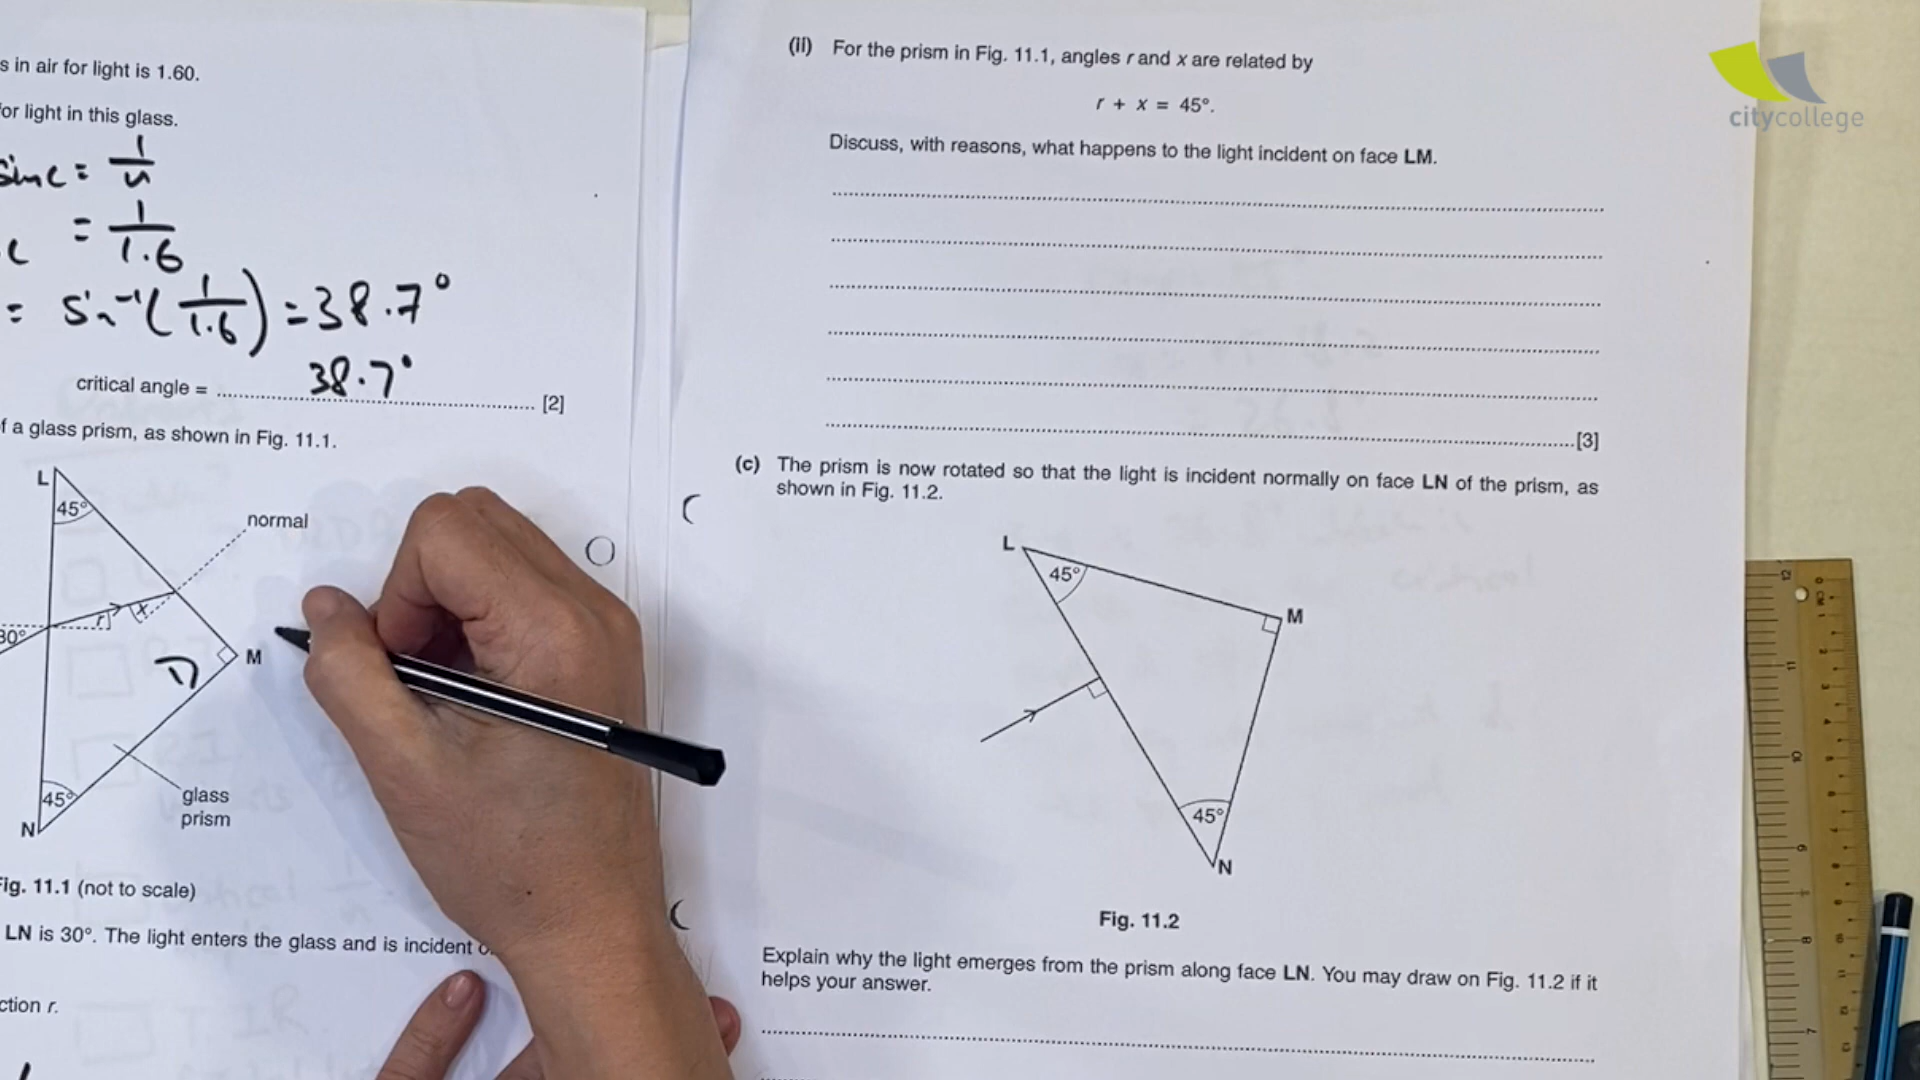 s in air for light is 1.60.
for light in this glass.
sin c = 1/n
c = 1/1.6
= sin⁻¹(1/1.6) = 38.7°
38.7°
critical angle = [2]
f a glass prism, as shown in Fig. 11.1.
L
45°
normal
30°
r
x
M
45°
N
glass
prism
Fig. 11.1 (not to scale)
LN is 30°. The light enters the glass and is incident
ction r.
(ii) For the prism in Fig. 11.1, angles r and x are related by
r + x = 45°.
Discuss, with reasons, what happens to the light incident on face LM.
[3]
(c) The prism is now rotated so that the light is incident normally on face LN of the prism, as
shown in Fig. 11.2.
L
45°
M
45°
N
Fig. 11.2
Explain why the light emerges from the prism along face LN. You may draw on Fig. 11.2 if it
helps your answer.
citycollege